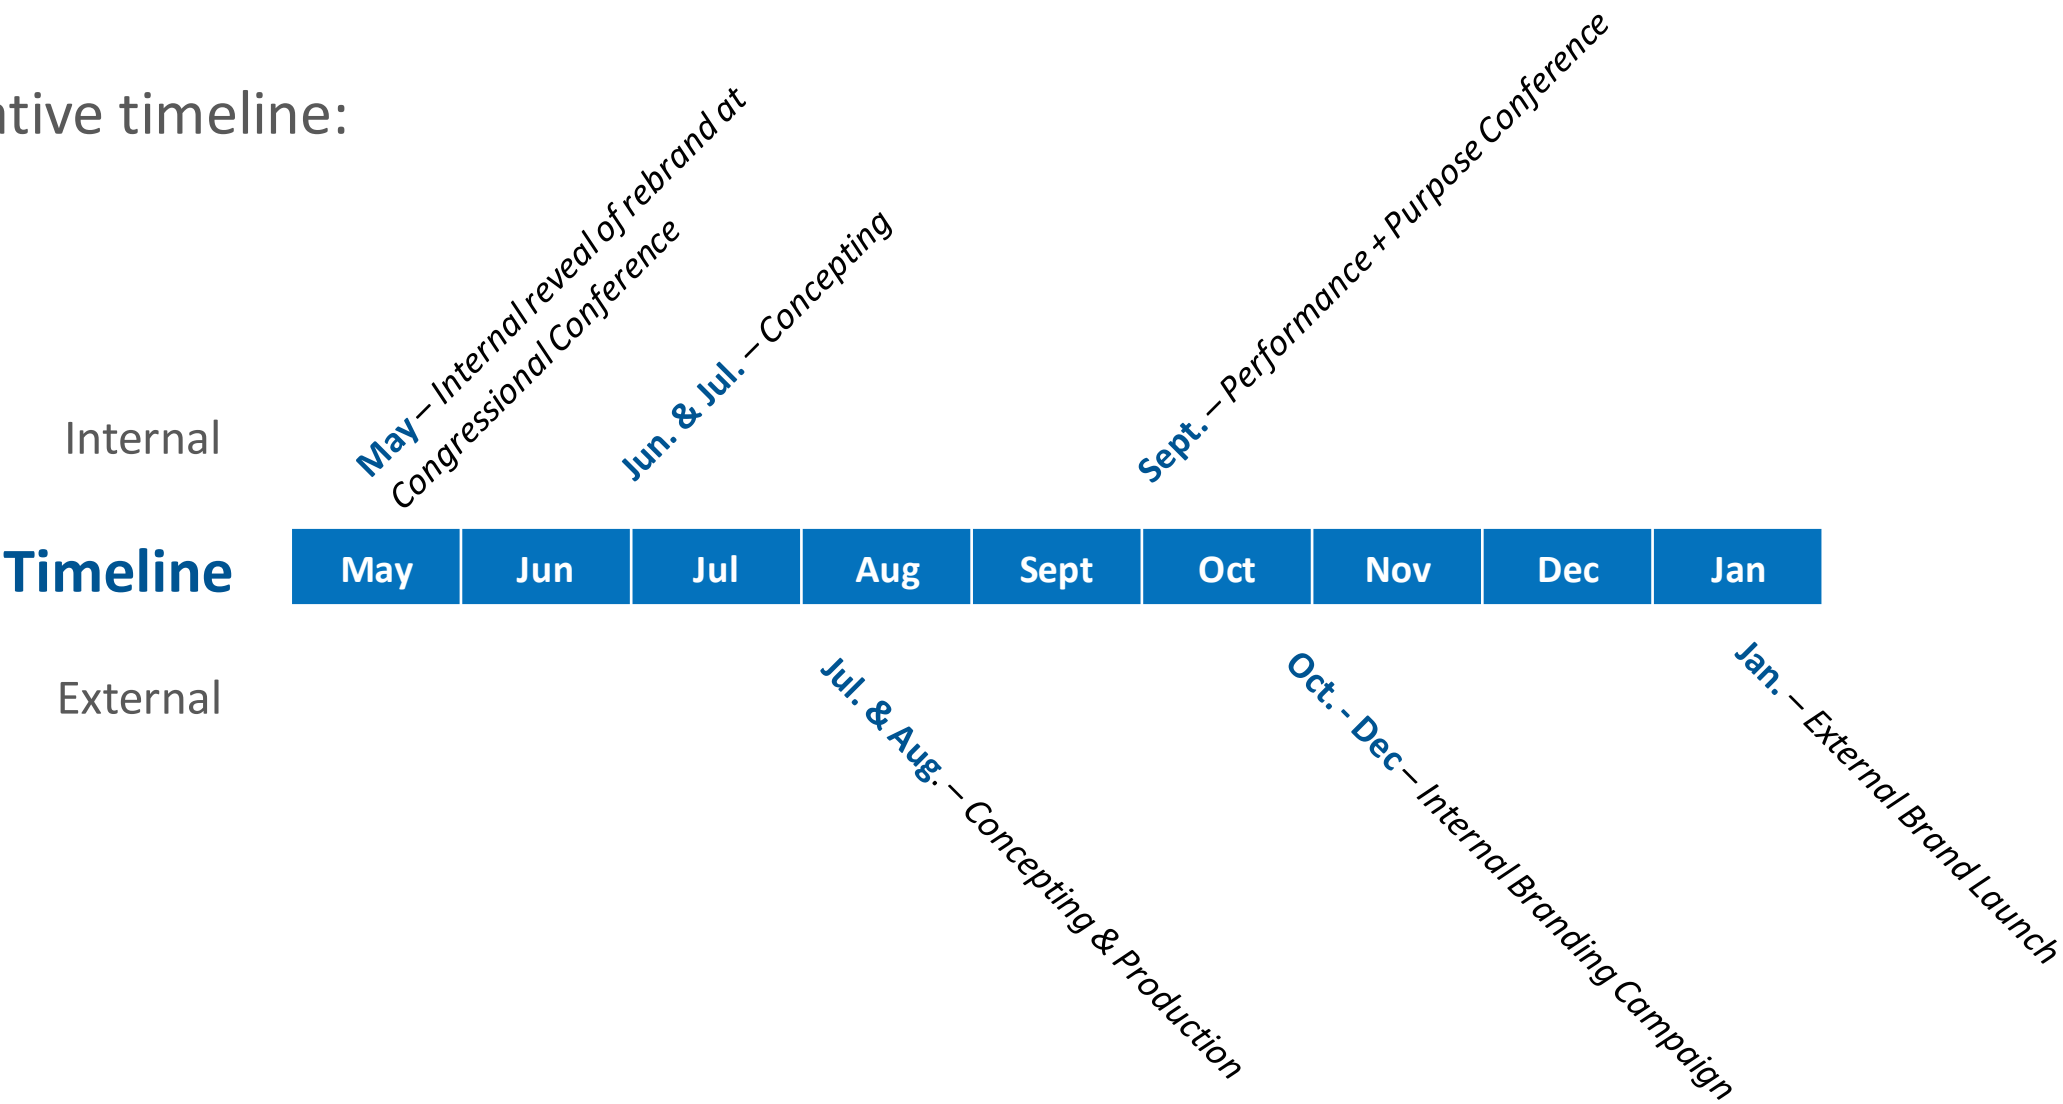 ative timeline:
May – Internal reveal of rebrand at
Congressional Conference
Jun. & Jul. – Concepting
Sept. – Performance + Purpose Conference
Internal
Timeline
May Jun Jul Aug Sept Oct Nov Dec Jan
External
Jul. & Aug. – Concepting & Production
Oct. - Dec – Internal Branding Campaign
Jan. – External Brand Launch